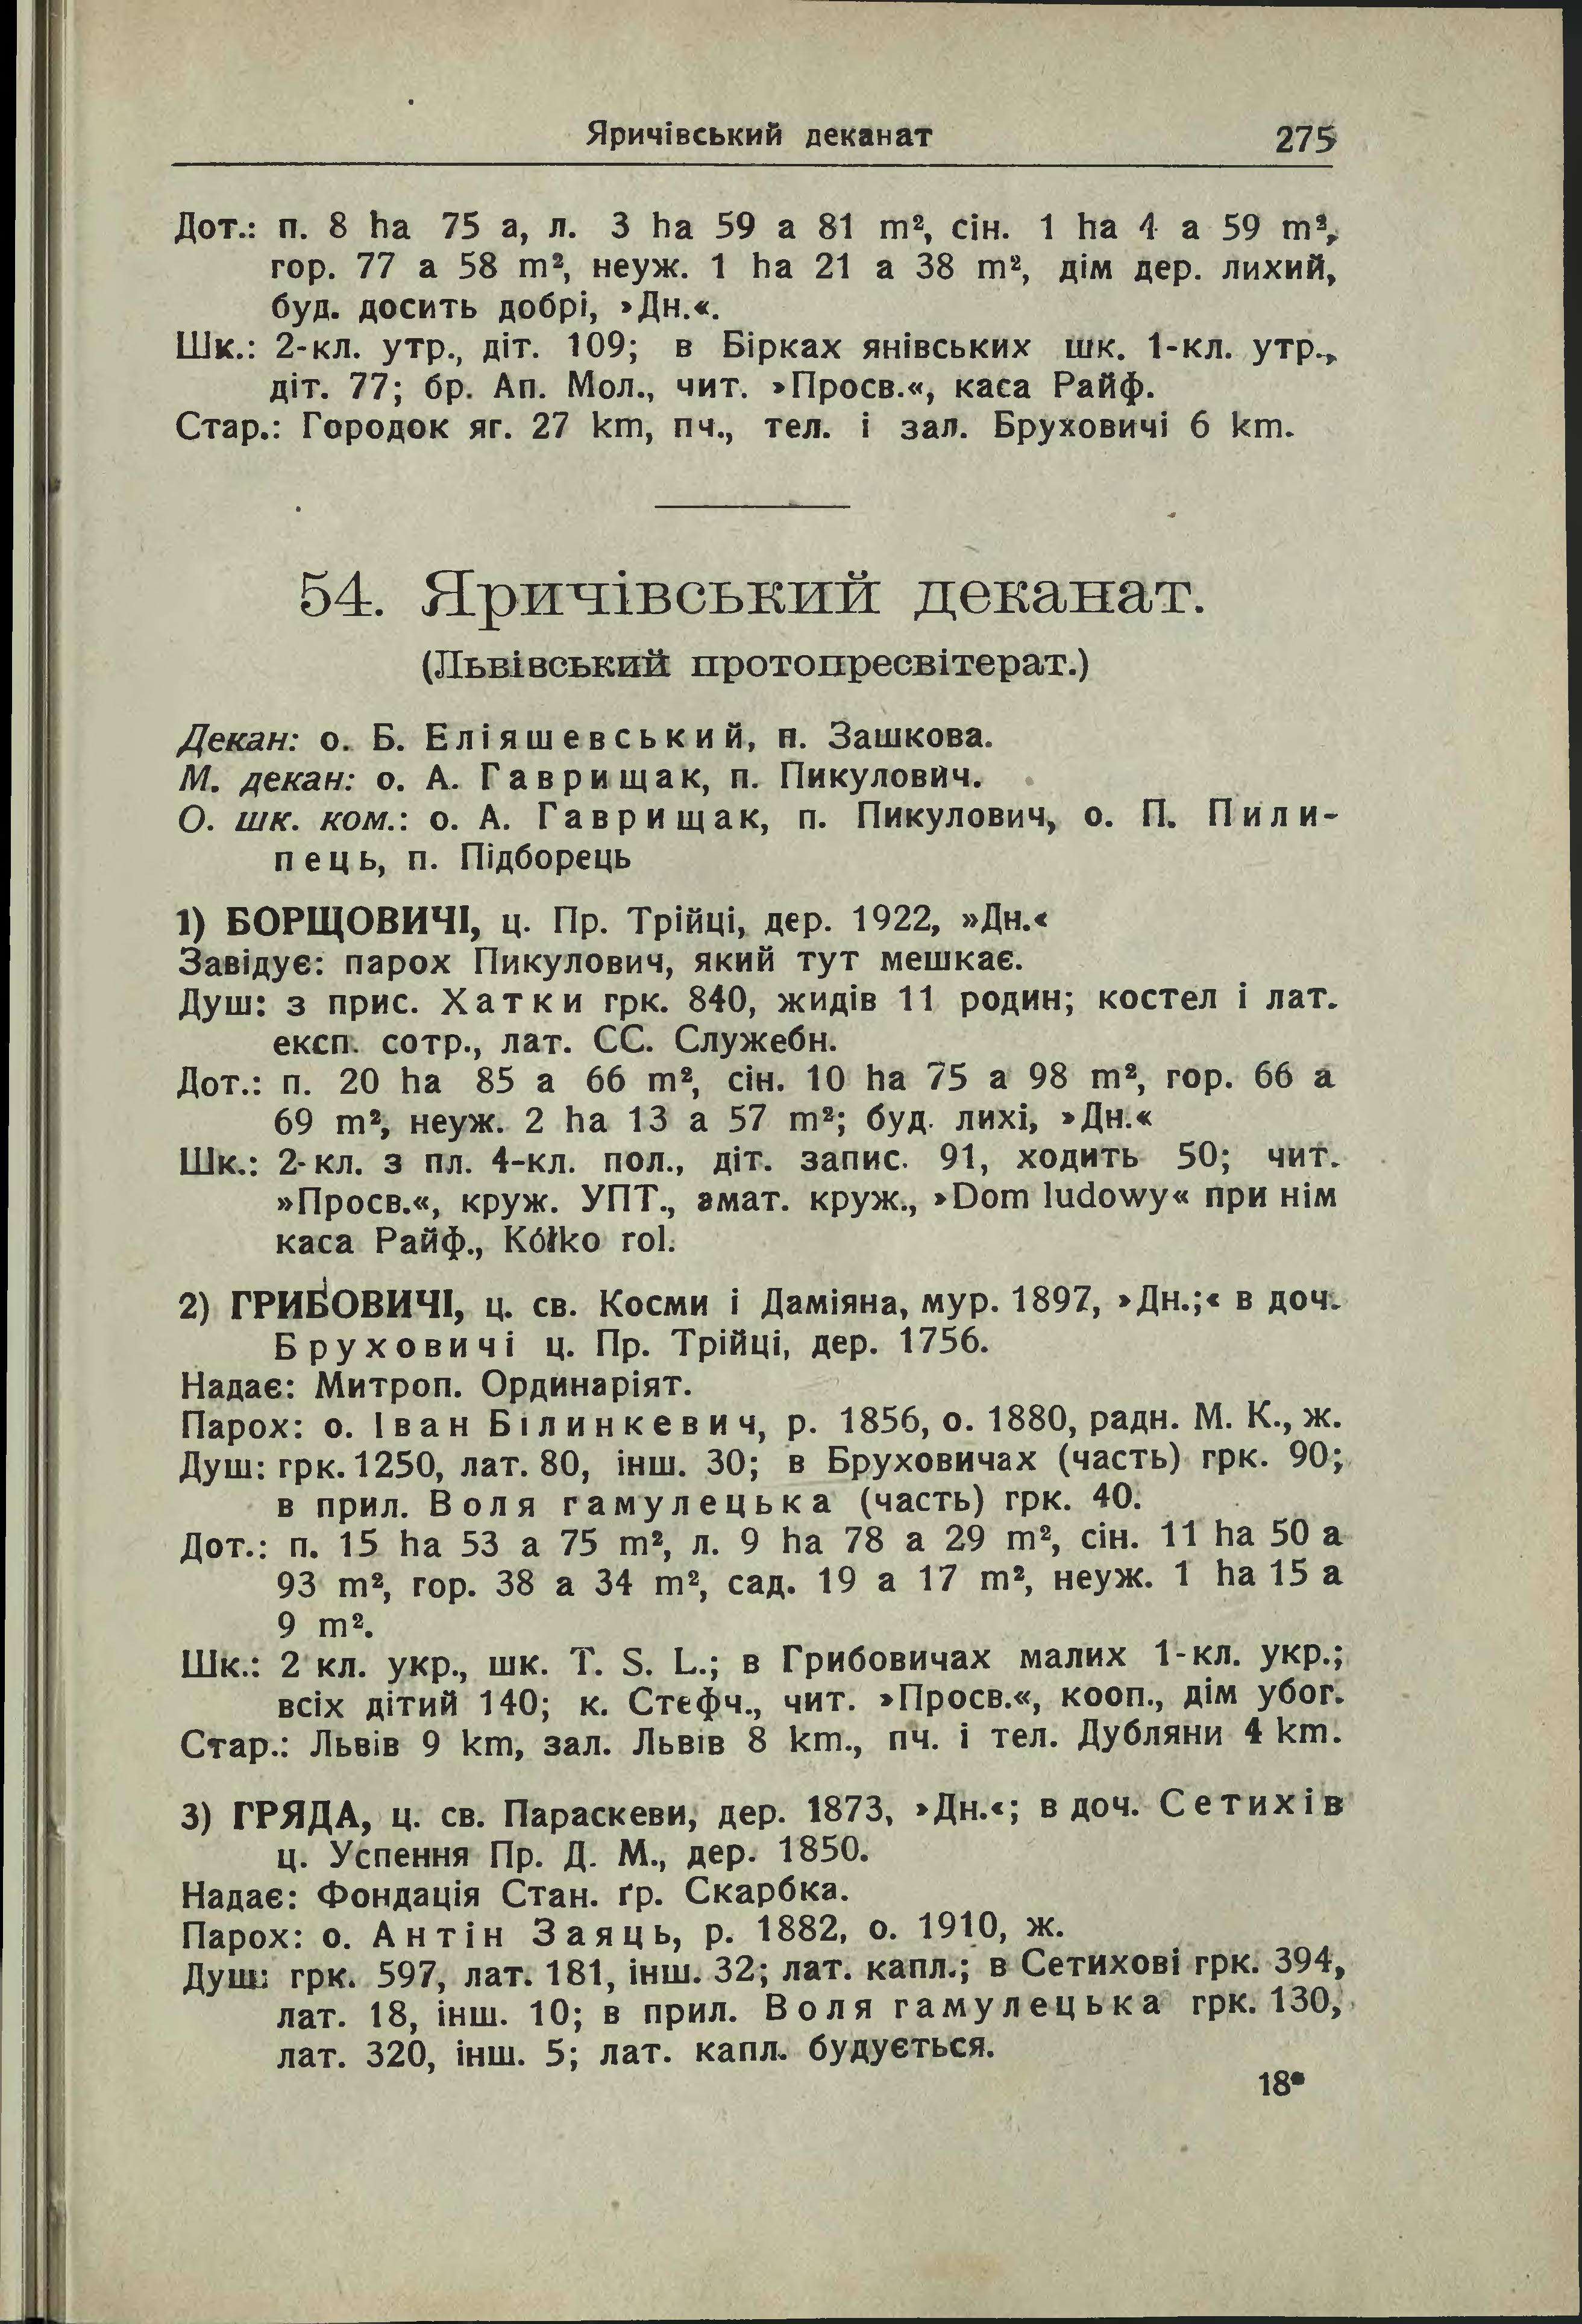 Яричівський деканат 275
Дот.: п. 8 ha 75 а, л. 3 ha 59 а 81 m², сін. 1 ha 4 а 59 m²,
гор. 77 а 58 m², неуж. 1 ha 21 а 38 m², дім дер. лихий,
буд. досить добрі, »Дн.«.
Шк.: 2-кл. утр., діт. 109; в Бірках янівських шк. 1-кл. утр.,
діт. 77; бр. Ап. Мол., чит. »Просв.«, каса Райф.
Стар.: Городок яг. 27 km, пч., тел. і зал. Бруховичі 6 km.
54. Яричівський деканат.
(Львівський протопресвітерат.)
Декан: о. Б. Еліяшевський, п. Зашкова.
М. декан: о. А. Гаврищак, п. Пикулович.
О. шк. ком.: о. А. Гаврищак, п. Пикулович, о. П. Пили-
пець, п. Підборець
1) БОРЩОВИЧІ, ц. Пр. Трійці, дер. 1922, »Дн.«
Завідує: парох Пикулович, який тут мешкає.
Душ: з прис. Хатки грк. 840, жидів 11 родин; костел і лат.
експ. сотр., лат. СС. Служебн.
Дот.: п. 20 ha 85 а 66 m², сін. 10 ha 75 а 98 m², гор. 66 а
69 m², неуж. 2 ha 13 а 57 m²; буд. лихі, »Дн.«
Шк.: 2-кл. з пл. 4-кл. пол., діт. запис. 91, ходить 50; чит.
»Просв.«, круж. УПТ., амат. круж., »Dom ludowy« при нім
каса Райф., Kółko rol.
2) ГРИБОВИЧІ, ц. св. Косми і Даміяна, мур. 1897, »Дн.;« в доч.
Бруховичі ц. Пр. Трійці, дер. 1756.
Надає: Митроп. Ординаріят.
Парох: о. Іван Білинкевич, р. 1856, о. 1880, радн. М. К., ж.
Душ: грк. 1250, лат. 80, інш. 30; в Бруховичах (часть) грк. 90;
в прил. Воля гамулецька (часть) грк. 40.
Дот.: п. 15 ha 53 а 75 m², л. 9 ha 78 а 29 m², сін. 11 ha 50 а
93 m², гор. 38 а 34 m², сад. 19 а 17 m², неуж. 1 ha 15 а
9 m².
Шк.: 2 кл. укр., шк. T. S. L.; в Грибовичах малих 1-кл. укр.;
всіх дітий 140; к. Стефч., чит. »Просв.«, кооп., дім убог.
Стар.: Львів 9 km, зал. Львів 8 km., пч. і тел. Дубляни 4 km.
3) ГРЯДА, ц. св. Параскеви, дер. 1873, »Дн.«; в доч. Сетихів
ц. Успення Пр. Д. М., дер. 1850.
Надає: Фондація Стан. ґр. Скарбка.
Парох: о. Антін Заяць, р. 1882, о. 1910, ж.
Душ: грк. 597, лат. 181, інш. 32; лат. капл.; в Сетихові грк. 394,
лат. 18, інш. 10; в прил. Воля гамулецька грк. 130,
лат. 320, інш. 5; лат. капл. будується.
18*